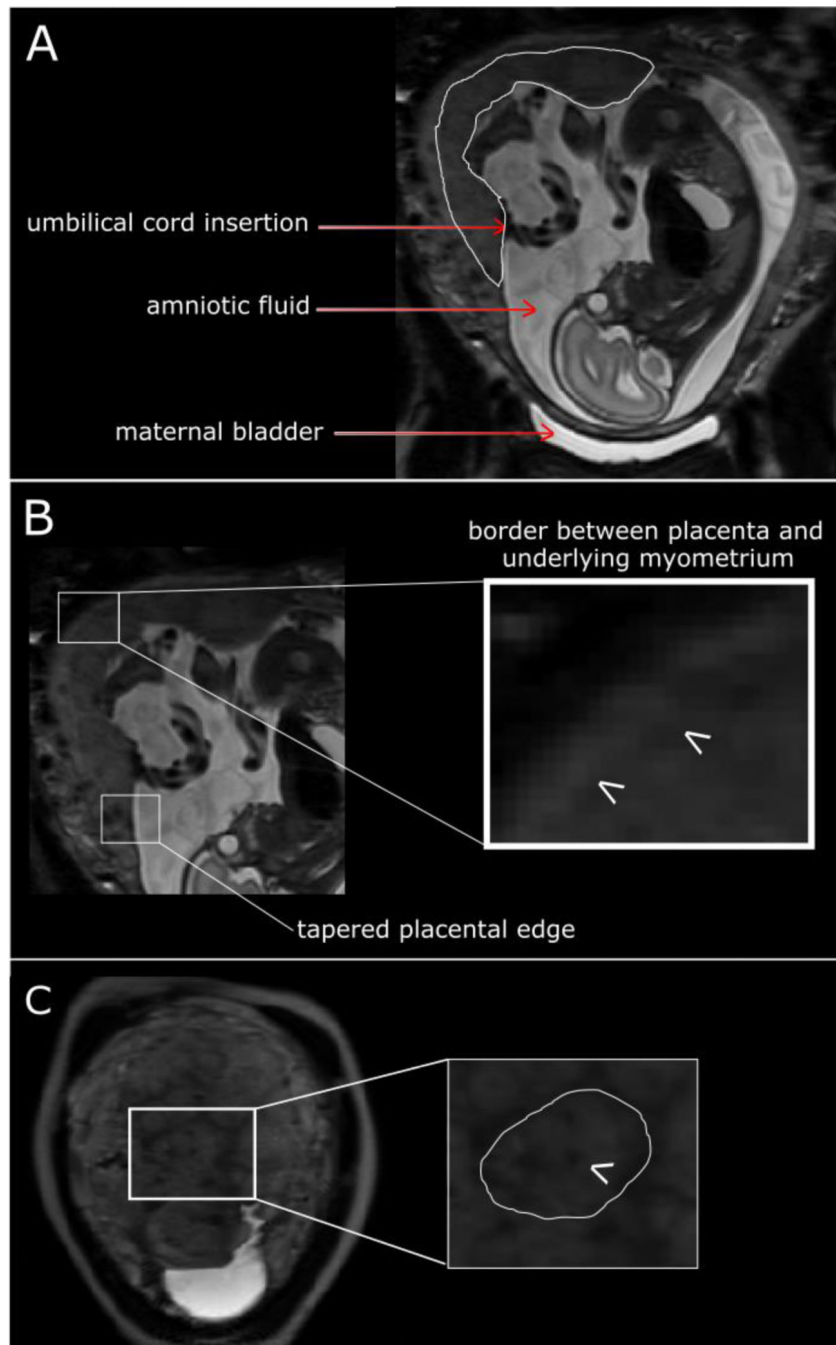 A
umbilical cord insertion
amniotic fluid
maternal bladder
B
border between placenta and
underlying myometrium
tapered placental edge
C